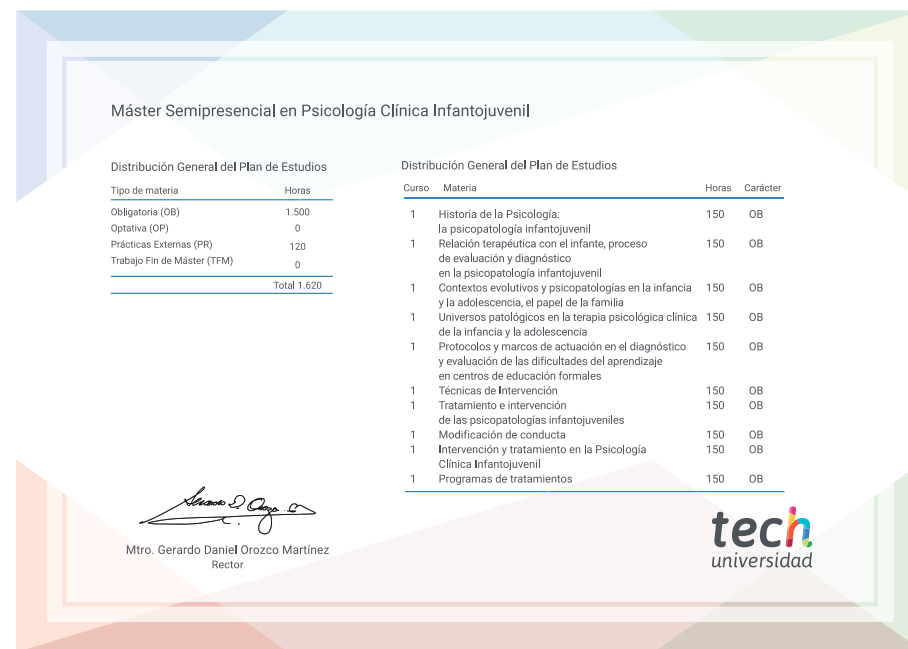 Máster Semipresencial en Psicología Clínica Infantojuvenil
Distribución General del Plan de Estudios
Tipo de materia Horas
Obligatoria (OB) 1.500
Optativa (OP) 0
Prácticas Externas (PR) 120
Trabajo Fin de Máster (TFM) 0
Total 1.620
Distribución General del Plan de Estudios
Curso Materia Horas Carácter
1 Historia de la Psicología: 150 OB
la psicopatología infantojuvenil
1 Relación terapéutica con el infante, proceso 150 OB
de evaluación y diagnóstico
en la psicopatología infantojuvenil
1 Contextos evolutivos y psicopatologías en la infancia 150 OB
y la adolescencia, el papel de la familia
1 Universos patológicos en la terapia psicológica clínica 150 OB
de la infancia y la adolescencia
1 Protocolos y marcos de actuación en el diagnóstico 150 OB
y evaluación de las dificultades del aprendizaje
en centros de educación formales
1 Técnicas de Intervención 150 OB
1 Tratamiento e intervención 150 OB
de las psicopatologías infantojuveniles
1 Modificación de conducta 150 OB
1 Intervención y tratamiento en la Psicología 150 OB
Clínica Infantojuvenil
1 Programas de tratamientos 150 OB
Mtro. Gerardo Daniel Orozco Martínez
Rector
tech
universidad